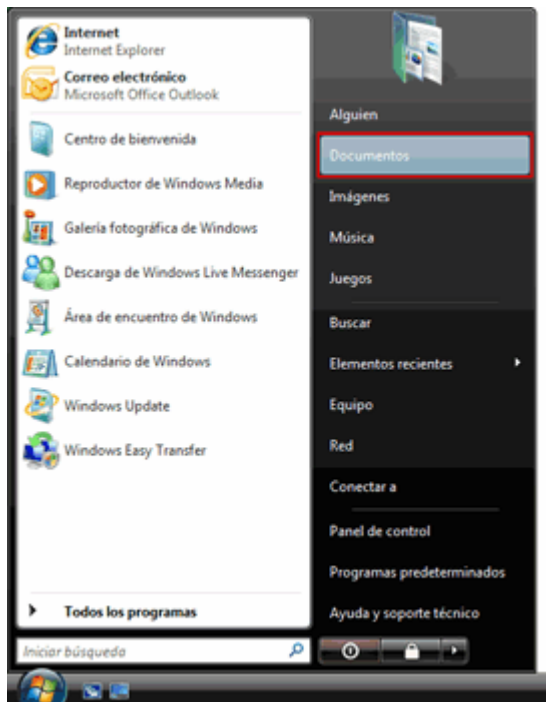 Internet
Internet Explorer
Correo electrónico
Microsoft Office Outlook
Centro de bienvenida
Reproductor de Windows Media
Galería fotográfica de Windows
Descarga de Windows Live Messenger
Área de encuentro de Windows
Calendario de Windows
Windows Update
Windows Easy Transfer
Todos los programas
Iniciar búsqueda
Alguien
Documentos
Imágenes
Música
Juegos
Buscar
Elementos recientes
Equipo
Red
Conectar a
Panel de control
Programas predeterminados
Ayuda y soporte técnico